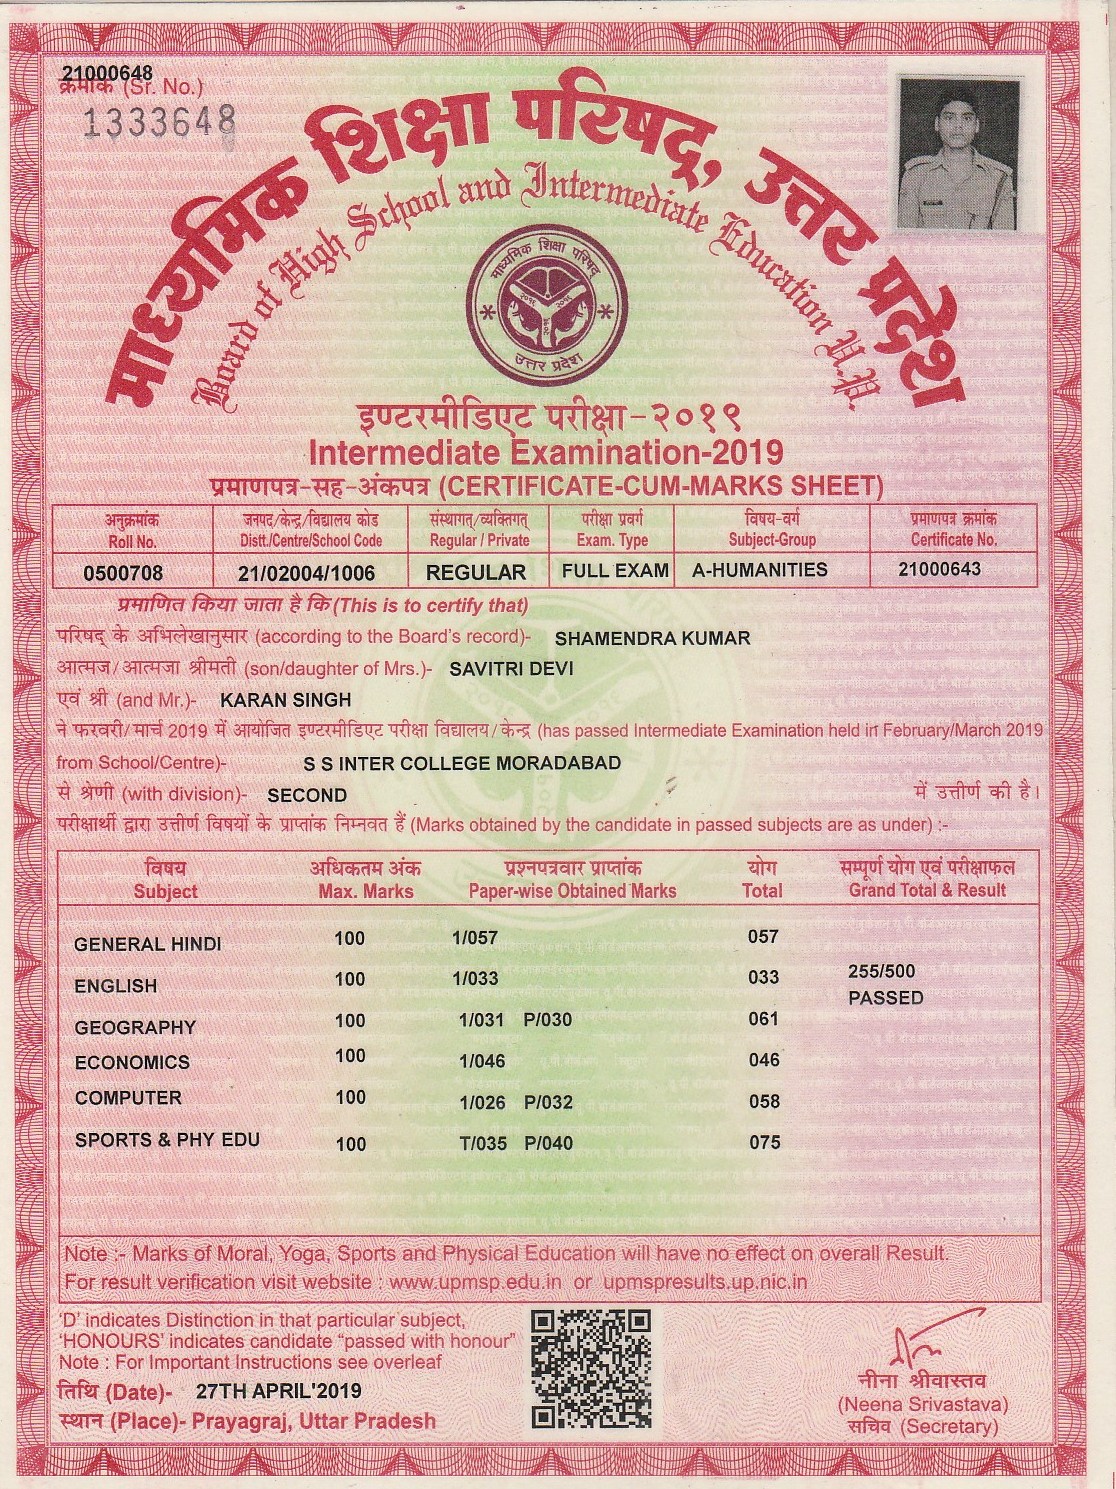 21000648
क्रमांक (Sr. No.)
1333648
माध्यमिक शिक्षा परिषद्, उत्तर प्रदेश
Board of High School and Intermediate Education U.P.
माध्यमिक शिक्षा परिषद्
उत्तर प्रदेश
इण्टरमीडिएट परीक्षा-२०१९
Intermediate Examination-2019
प्रमाणपत्र-सह-अंकपत्र (CERTIFICATE-CUM-MARKS SHEET)
अनुक्रमांक जनपद/केन्द्र/विद्यालय कोड संस्थागत्/व्यक्तिगत् परीक्षा प्रवर्ग विषय-वर्ग प्रमाणपत्र क्रमांक
Roll No. Distt./Centre/School Code Regular / Private Exam. Type Subject-Group Certificate No.
0500708 21/02004/1006 REGULAR FULL EXAM A-HUMANITIES 21000643
प्रमाणित किया जाता है कि (This is to certify that)
परिषद् के अभिलेखानुसार (according to the Board's record)- SHAMENDRA KUMAR
आत्मज/आत्मजा श्रीमती (son/daughter of Mrs.)- SAVITRI DEVI
एवं श्री (and Mr.)- KARAN SINGH
ने फरवरी/मार्च 2019 में आयोजित इण्टरमीडिएट परीक्षा विद्यालय/केन्द्र (has passed Intermediate Examination held in February/March 2019
from School/Centre)- S S INTER COLLEGE MORADABAD
से श्रेणी (with division)- SECOND में उत्तीर्ण की है।
परीक्षार्थी द्वारा उत्तीर्ण विषयों के प्राप्तांक निम्नवत हैं (Marks obtained by the candidate in passed subjects are as under) :-
विषय अधिकतम अंक प्रश्नपत्रवार प्राप्तांक योग सम्पूर्ण योग एवं परीक्षाफल
Subject Max. Marks Paper-wise Obtained Marks Total Grand Total & Result
GENERAL HINDI 100 1/057 057
ENGLISH 100 1/033 033 255/500
PASSED
GEOGRAPHY 100 1/031 P/030 061
ECONOMICS 100 1/046 046
COMPUTER 100 1/026 P/032 058
SPORTS & PHY EDU 100 T/035 P/040 075
Note :- Marks of Moral, Yoga, Sports and Physical Education will have no effect on overall Result.
For result verification visit website : www.upmsp.edu.in or upmspresults.up.nic.in
'D' indicates Distinction in that particular subject,
'HONOURS' indicates candidate "passed with honour"
Note : For Important Instructions see overleaf
तिथि (Date)- 27TH APRIL'2019
स्थान (Place)- Prayagraj, Uttar Pradesh
नीना श्रीवास्तव
(Neena Srivastava)
सचिव (Secretary)